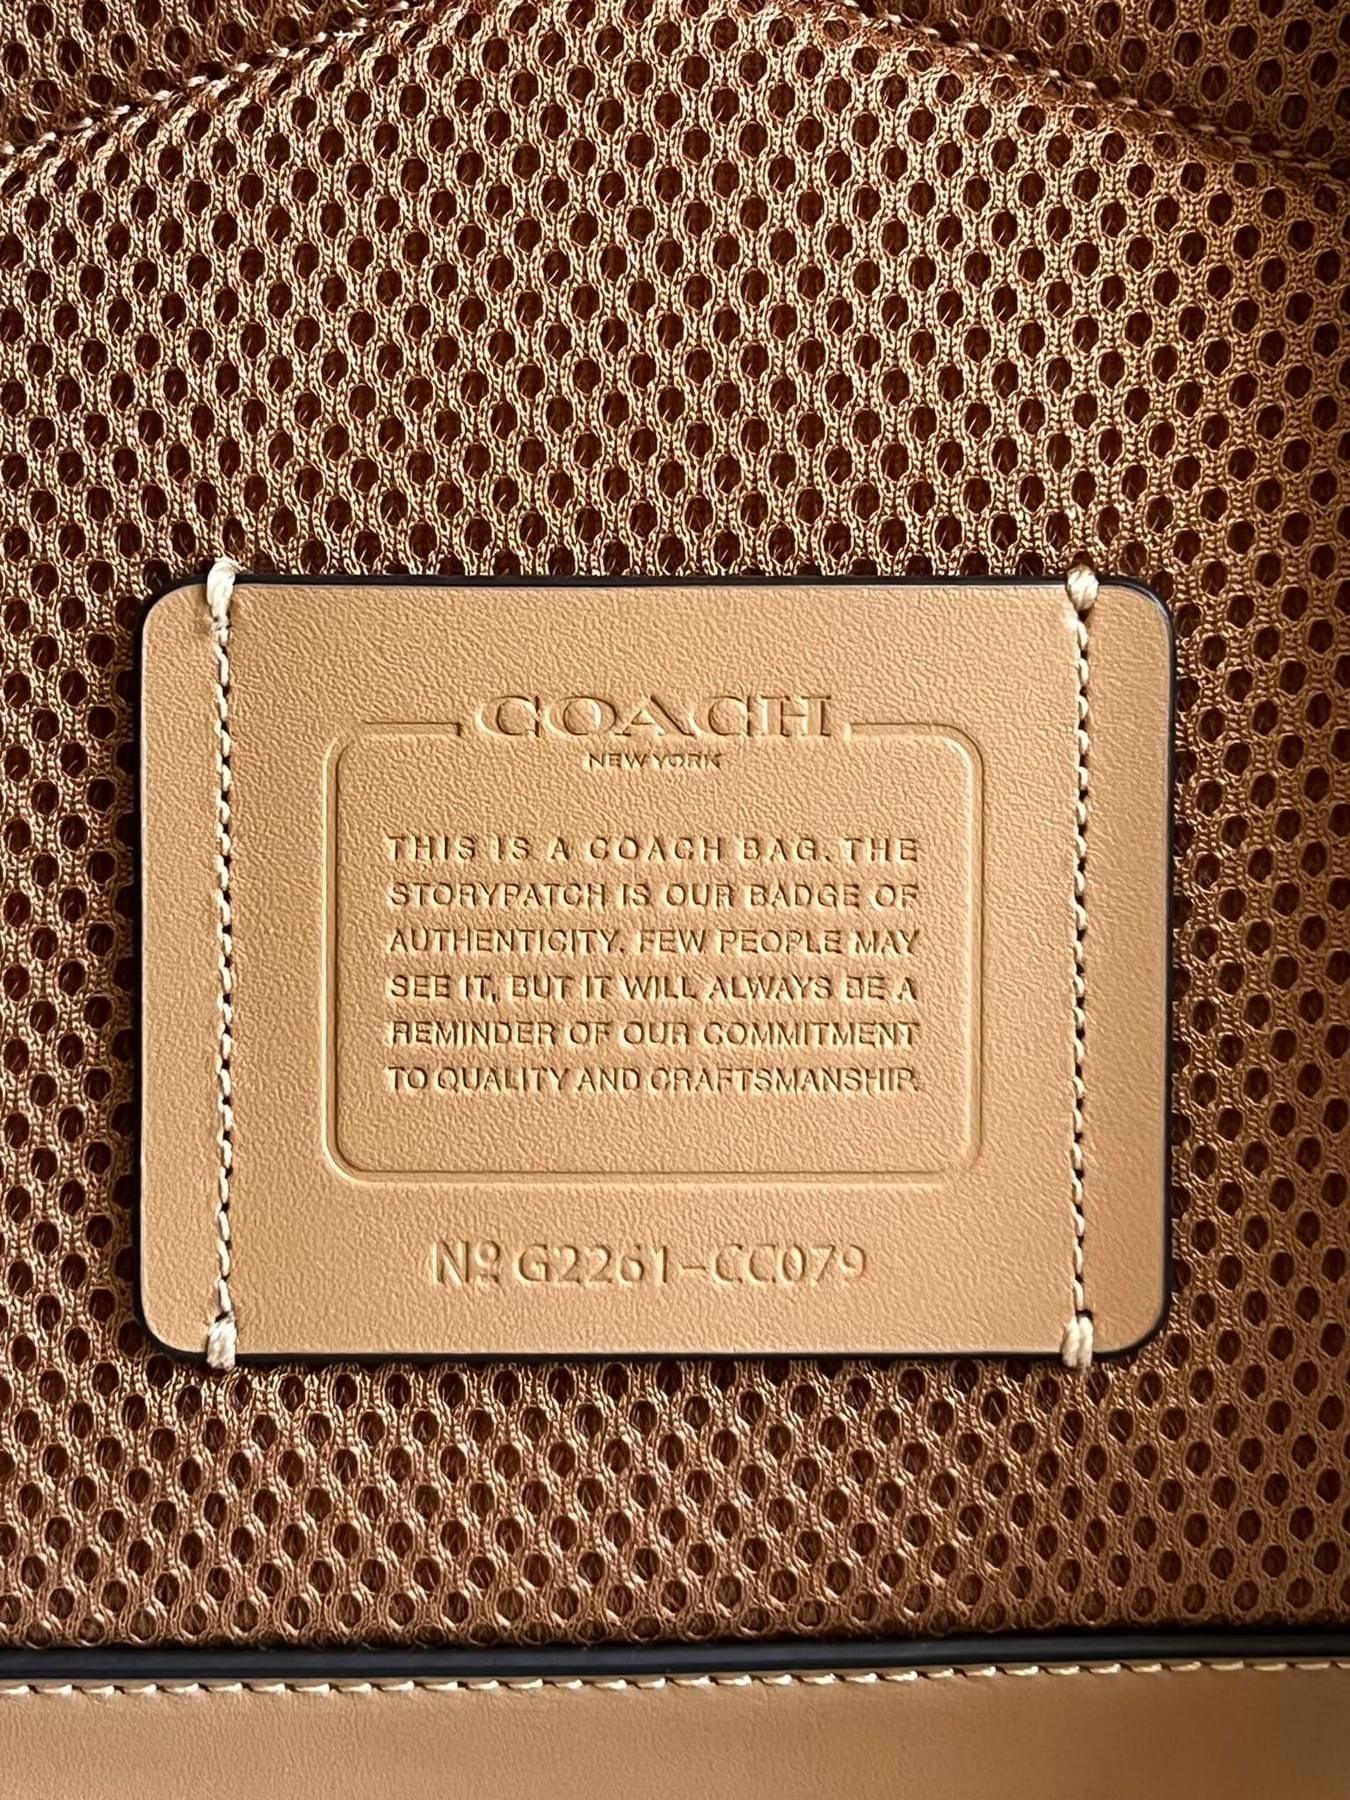 COACH
NEW YORK
THIS IS A COACH BAG. THE
STORYPATCH IS OUR BADGE OF
AUTHENTICITY. FEW PEOPLE MAY
SEE IT, BUT IT WILL ALWAYS BE A
REMINDER OF OUR COMMITMENT
TO QUALITY AND CRAFTSMANSHIP.
Nº G2261-CC079